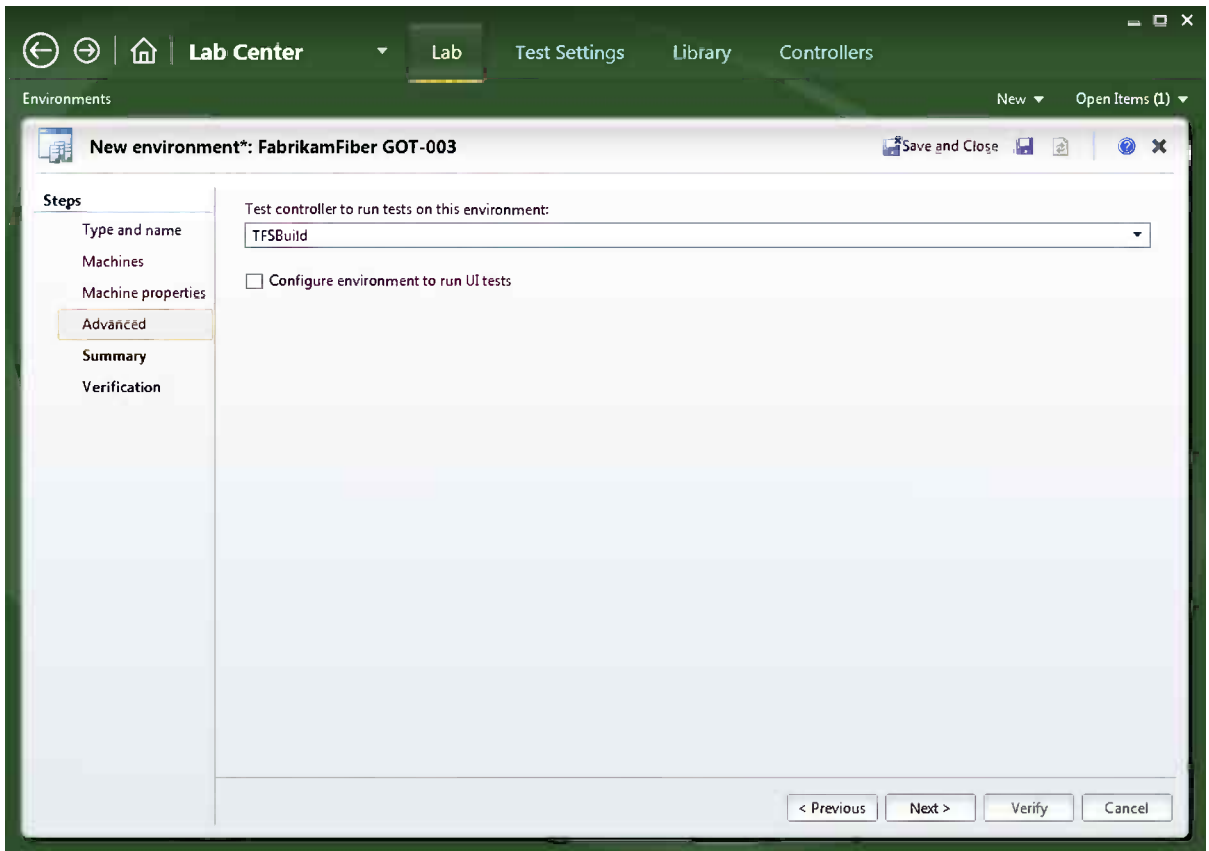 Lab Center
Lab
Test Settings
Library
Controllers
Environments
New
Open Items (1)
New environment*: FabrikamFiber GOT-003
Save and Close
Steps
Type and name
Machines
Machine properties
Advanced
Summary
Verification
Test controller to run tests on this environment:
TFSBuild
Configure environment to run UI tests
< Previous
Next >
Verify
Cancel